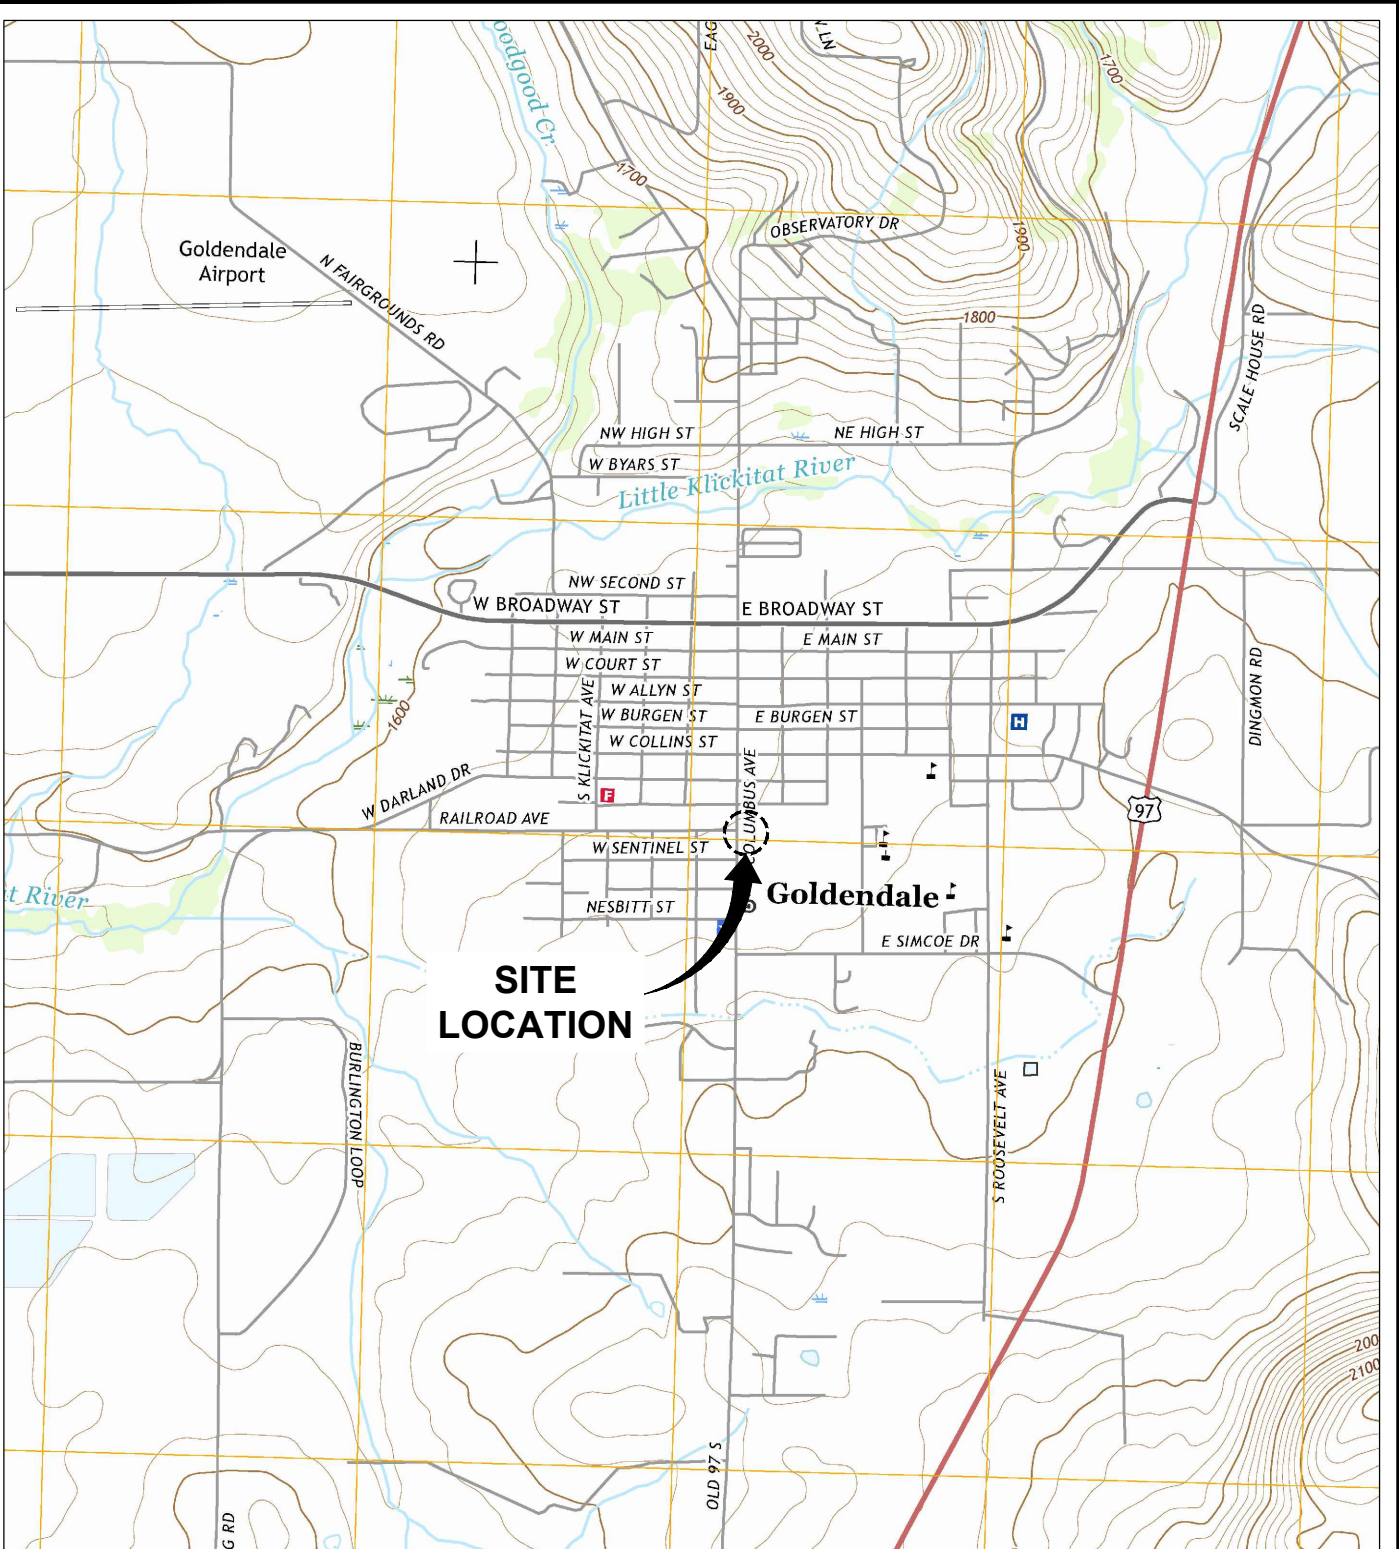 EAG
LN
2000
1700
oodgood Cr.
1900
1700
OBSERVATORY DR
1900
Goldendale
Airport
N FAIRGROUNDS RD
1800
SCALE HOUSE RD
NW HIGH ST
NE HIGH ST
W BYARS ST
Little Klickitat River
NW SECOND ST
W BROADWAY ST
E BROADWAY ST
W MAIN ST
E MAIN ST
W COURT ST
W ALLYN ST
S KLICKITAT AVE
W BURGEN ST
E BURGEN ST
H
DINGMON RD
1600
W COLLINS ST
COLUMBUS AVE
W DARLAND DR
F
97
RAILROAD AVE
W SENTINEL ST
t River
Goldendale
NESBITT ST
E SIMCOE DR
SITE
LOCATION
BURLINGTON LOOP
S ROOSEVELT AVE
200
2100
OLD 97 S
G RD